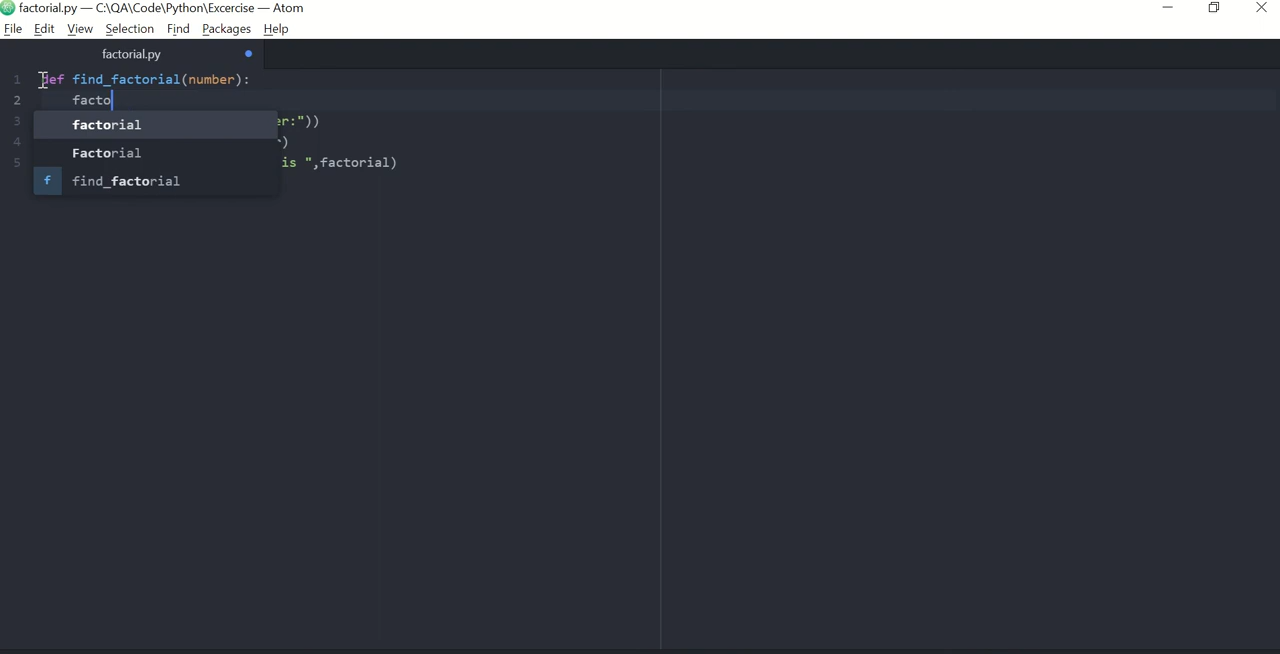 factorial.py — C:\QA\Code\Python\Excercise — Atom
File Edit View Selection Find Packages Help
factorial.py
1 def find_factorial(number):
2 facto
3 er:"))
4 )
5 is ",factorial)
factorial
Factorial
f find_factorial